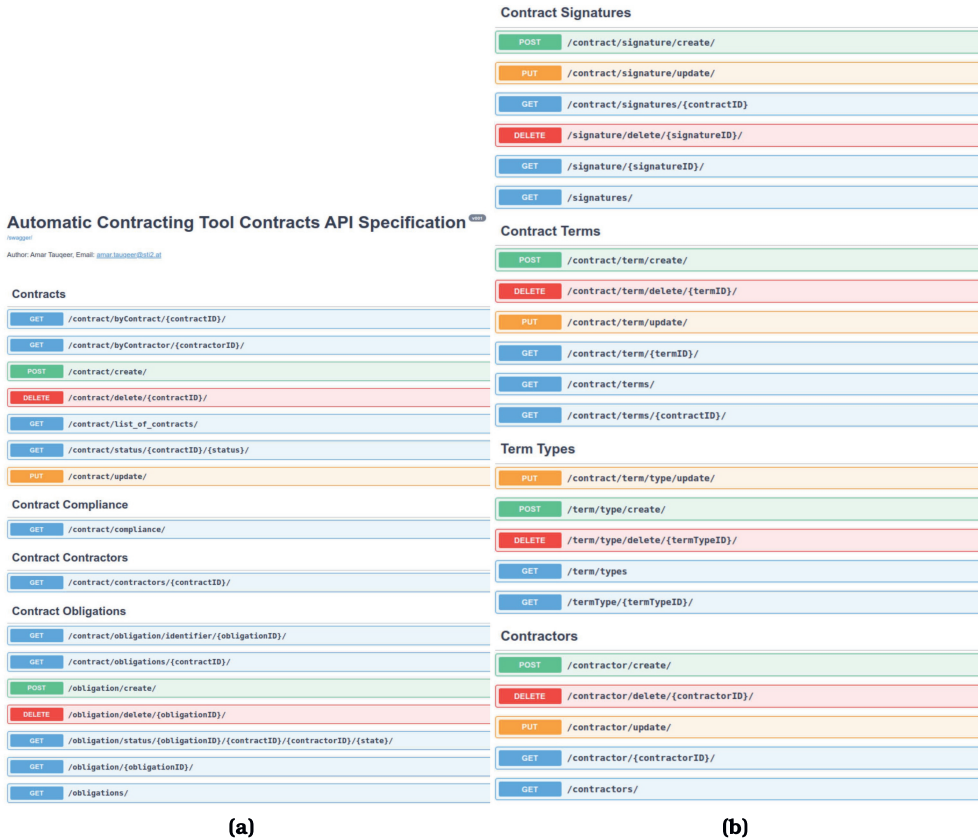 Automatic Contracting Tool Contracts API Specification
/swagger/
Author: Amar Tauqeer, Email: amar.tauqeer@sti2.at
Contracts
GET /contract/byContract/{contractID}/
GET /contract/byContractor/{contractorID}/
POST /contract/create/
DELETE /contract/delete/{contractID}/
GET /contract/list_of_contracts/
GET /contract/status/{contractID}/{status}/
PUT /contract/update/
Contract Compliance
GET /contract/compliance/
Contract Contractors
GET /contract/contractors/{contractID}/
Contract Obligations
GET /contract/obligation/identifier/{obligationID}/
GET /contract/obligations/{contractID}/
POST /obligation/create/
DELETE /obligation/delete/{obligationID}/
GET /obligation/status/{obligationID}/{contractID}/{contractorID}/{state}/
GET /obligation/{obligationID}/
GET /obligations/
(a)
Contract Signatures
POST /contract/signature/create/
PUT /contract/signature/update/
GET /contract/signatures/{contractID}
DELETE /signature/delete/{signatureID}/
GET /signature/{signatureID}/
GET /signatures/
Contract Terms
POST /contract/term/create/
DELETE /contract/term/delete/{termID}/
PUT /contract/term/update/
GET /contract/term/{termID}/
GET /contract/terms/
GET /contract/terms/{contractID}/
Term Types
PUT /contract/term/type/update/
POST /term/type/create/
DELETE /term/type/delete/{termTypeID}/
GET /term/types
GET /termType/{termTypeID}/
Contractors
POST /contractor/create/
DELETE /contractor/delete/{contractorID}/
PUT /contractor/update/
GET /contractor/{contractorID}/
GET /contractors/
(b)